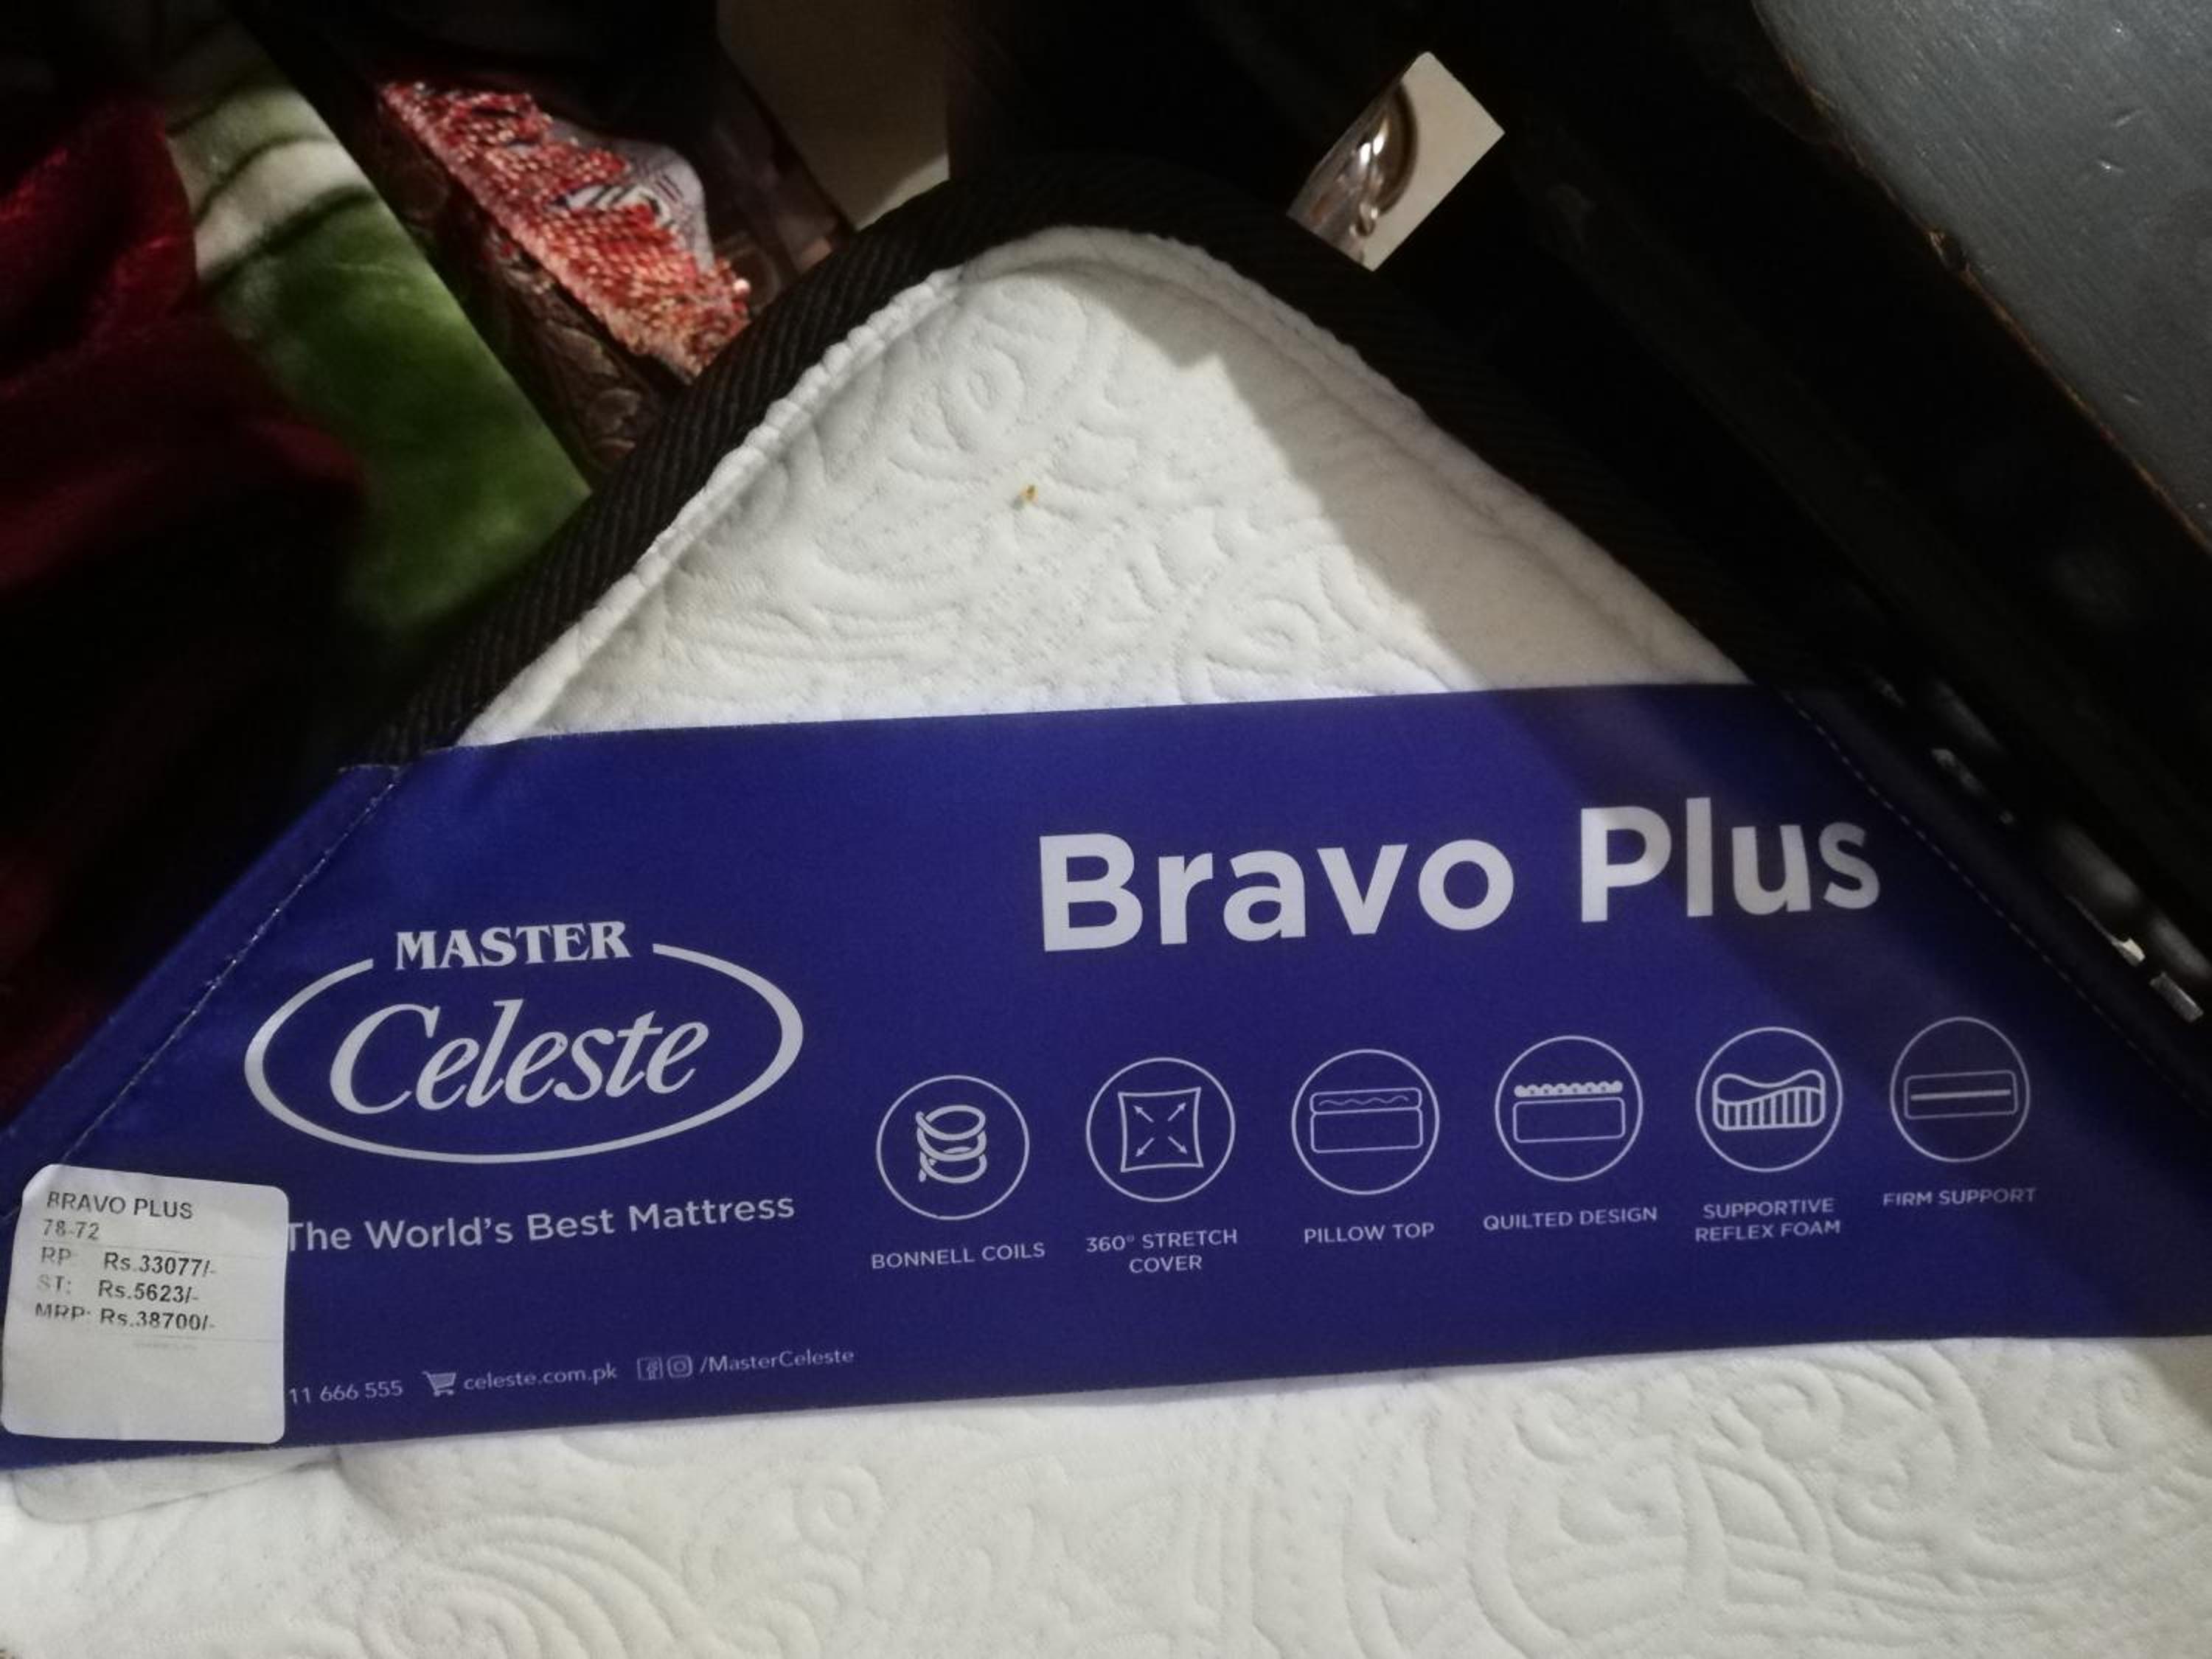 Bravo Plus
MASTER
Celeste
The World's Best Mattress
BONNELL COILS
360° STRETCH
COVER
PILLOW TOP
QUILTED DESIGN
SUPPORTIVE
REFLEX FOAM
FIRM SUPPORT
BRAVO PLUS
78-72
RP: Rs.33077/-
ST: Rs.5623/-
MRP: Rs.38700/-
11 666 555 celeste.com.pk /MasterCeleste